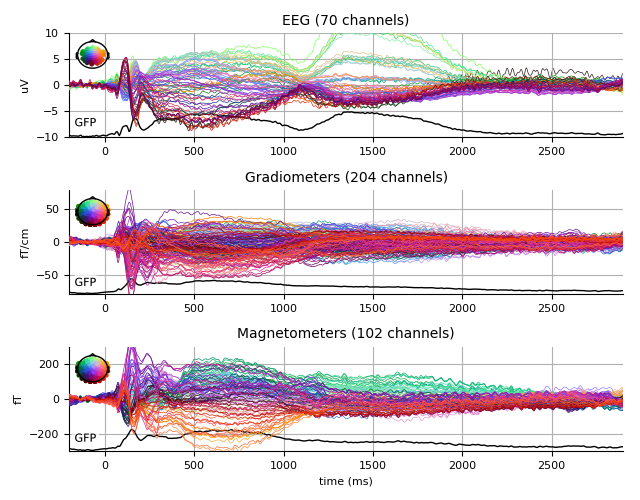 EEG (70 channels)
10
5
0
−5
−10
uV
GFP
0
500
1000
1500
2000
2500
Gradiometers (204 channels)
50
0
−50
fT/cm
GFP
0
500
1000
1500
2000
2500
Magnetometers (102 channels)
200
0
−200
fT
GFP
0
500
1000
1500
2000
2500
time (ms)